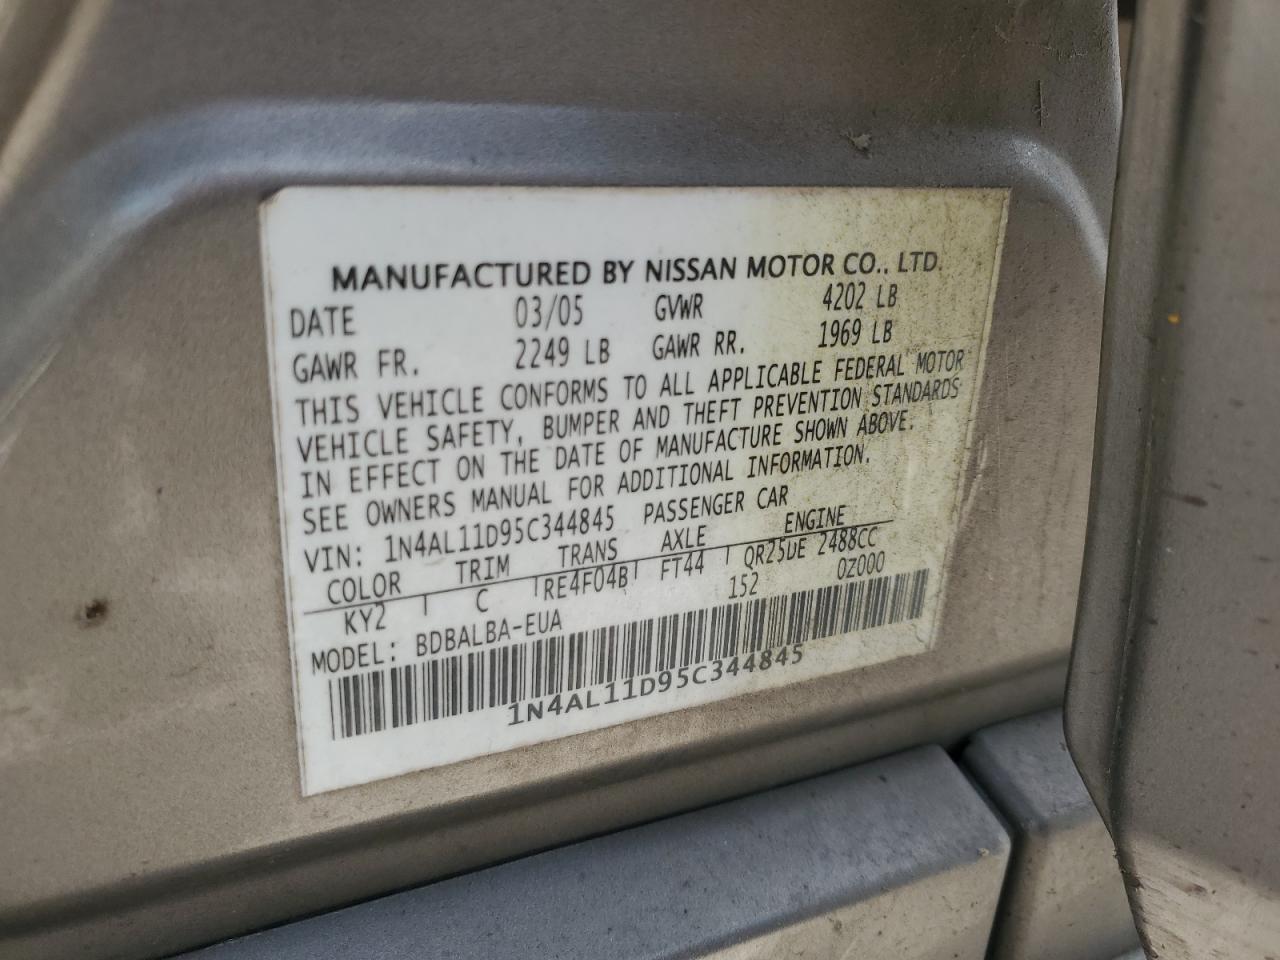 MANUFACTURED BY NISSAN MOTOR CO., LTD.
DATE 03/05 GVWR 4202 LB
GAWR FR. 2249 LB GAWR RR. 1969 LB
THIS VEHICLE CONFORMS TO ALL APPLICABLE FEDERAL MOTOR
VEHICLE SAFETY, BUMPER AND THEFT PREVENTION STANDARDS
IN EFFECT ON THE DATE OF MANUFACTURE SHOWN ABOVE.
SEE OWNERS MANUAL FOR ADDITIONAL INFORMATION.
VIN: 1N4AL11D95C344845 PASSENGER CAR
COLOR TRIM TRANS AXLE ENGINE
KY2 C RE4F04B FT44 QR25DE 2488CC
MODEL: BDBALBA-EUA 152 0Z000
1N4AL11D95C344845